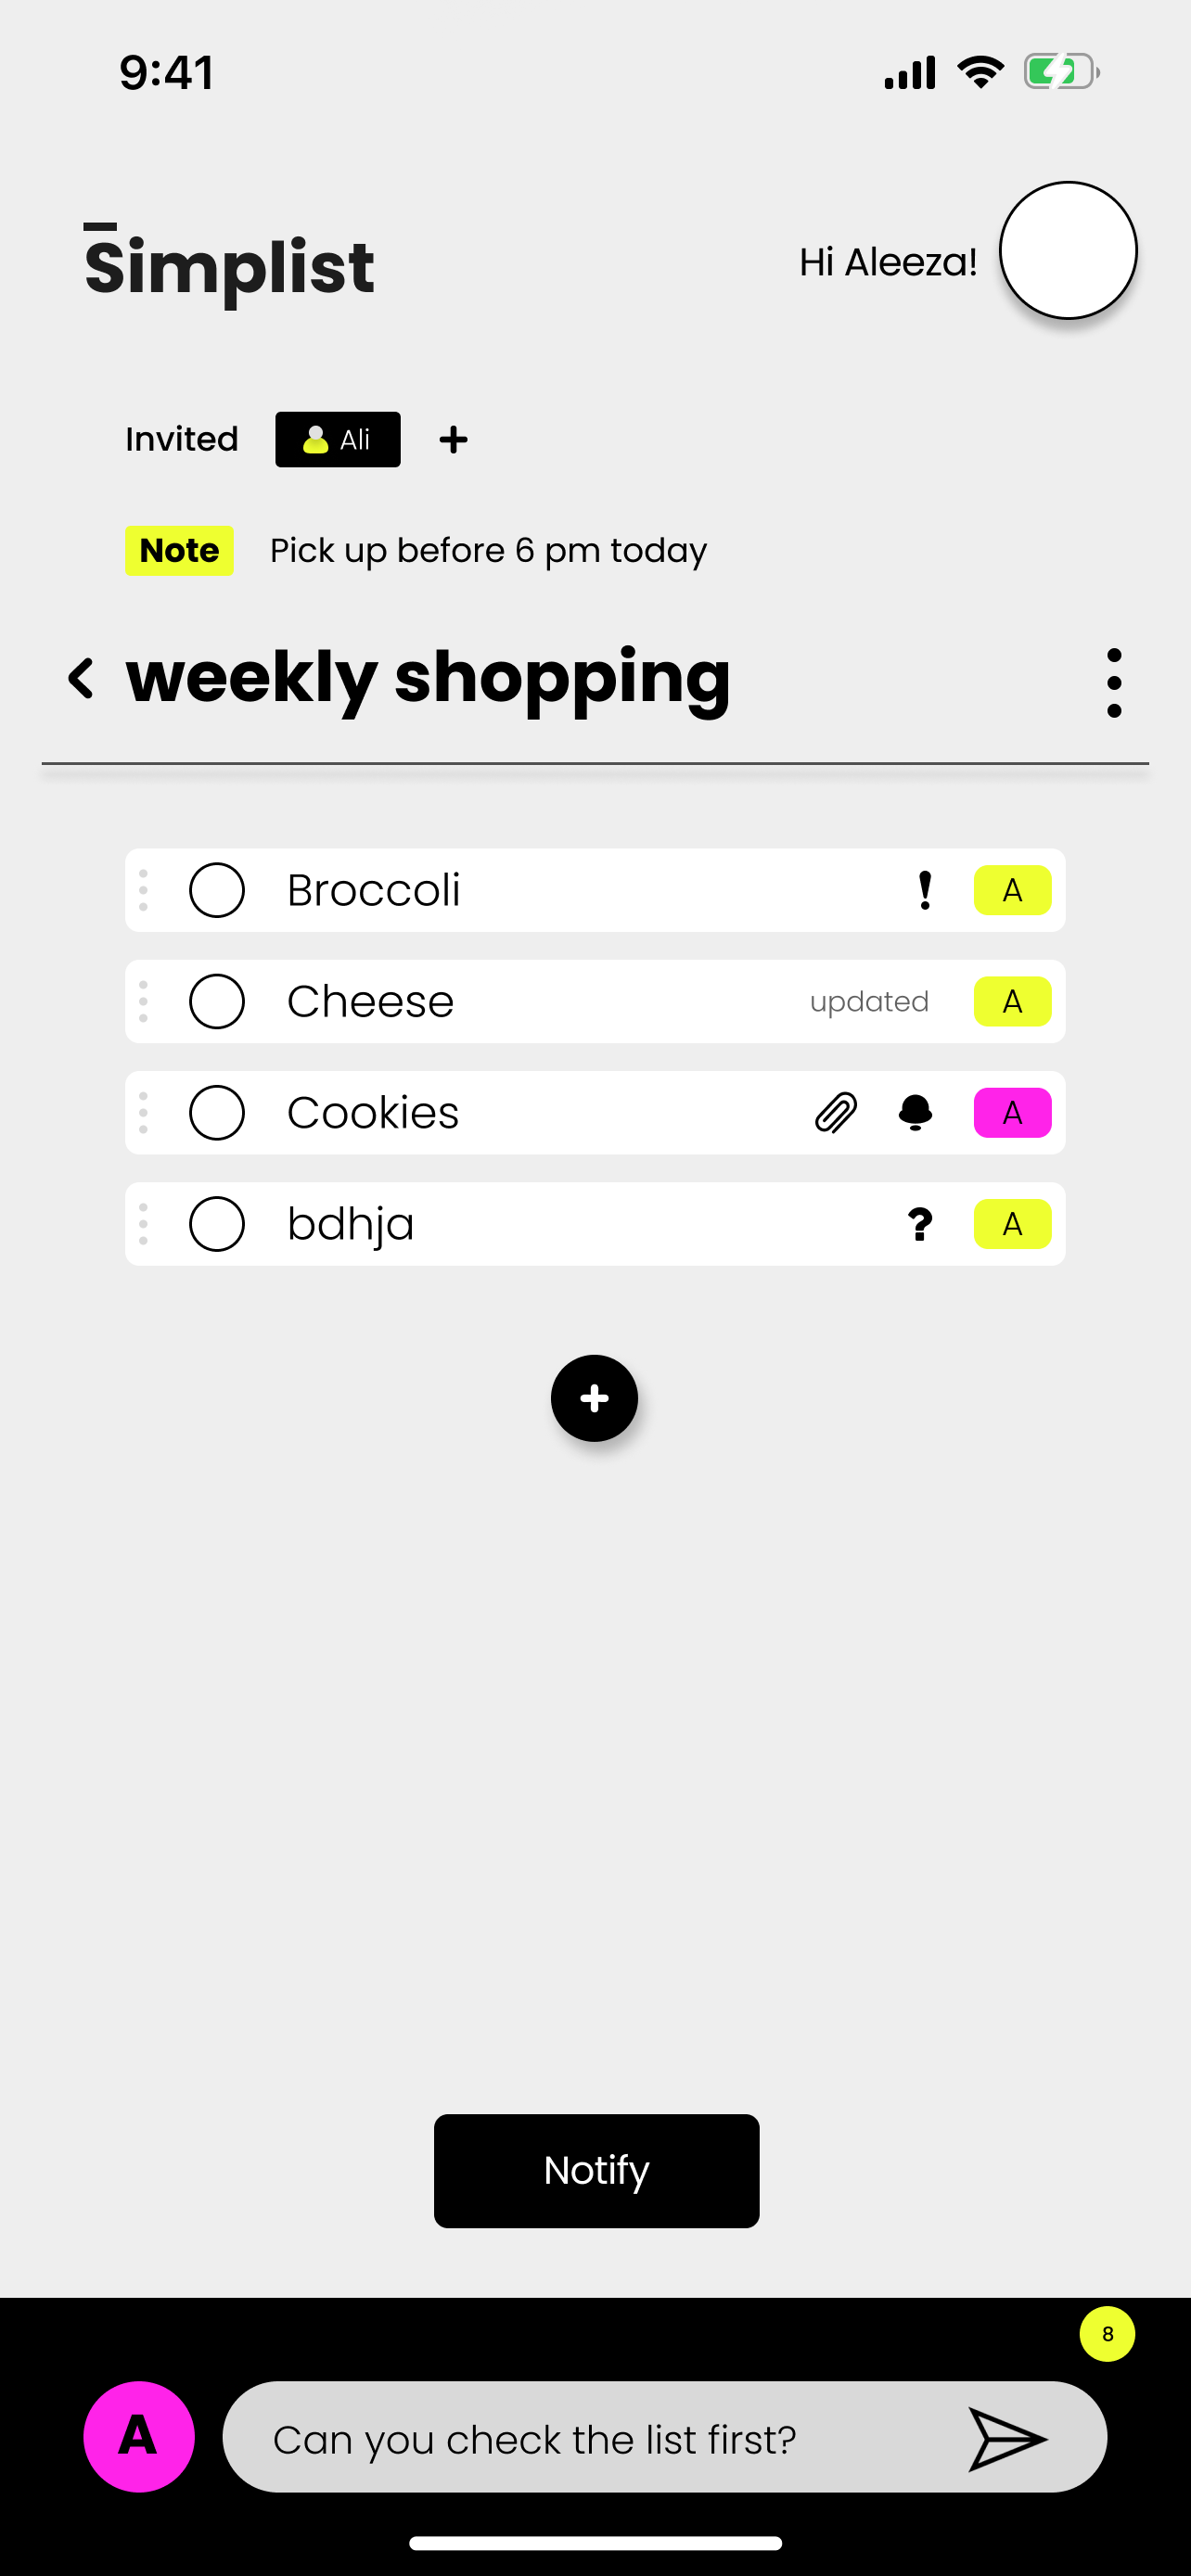 9:41
Simplist
Hi Aleeza!
Invited Ali +
Note Pick up before 6 pm today
weekly shopping
Broccoli ! A
Cheese updated A
Cookies A
bdhja ? A
+
Notify
8
A Can you check the list first?